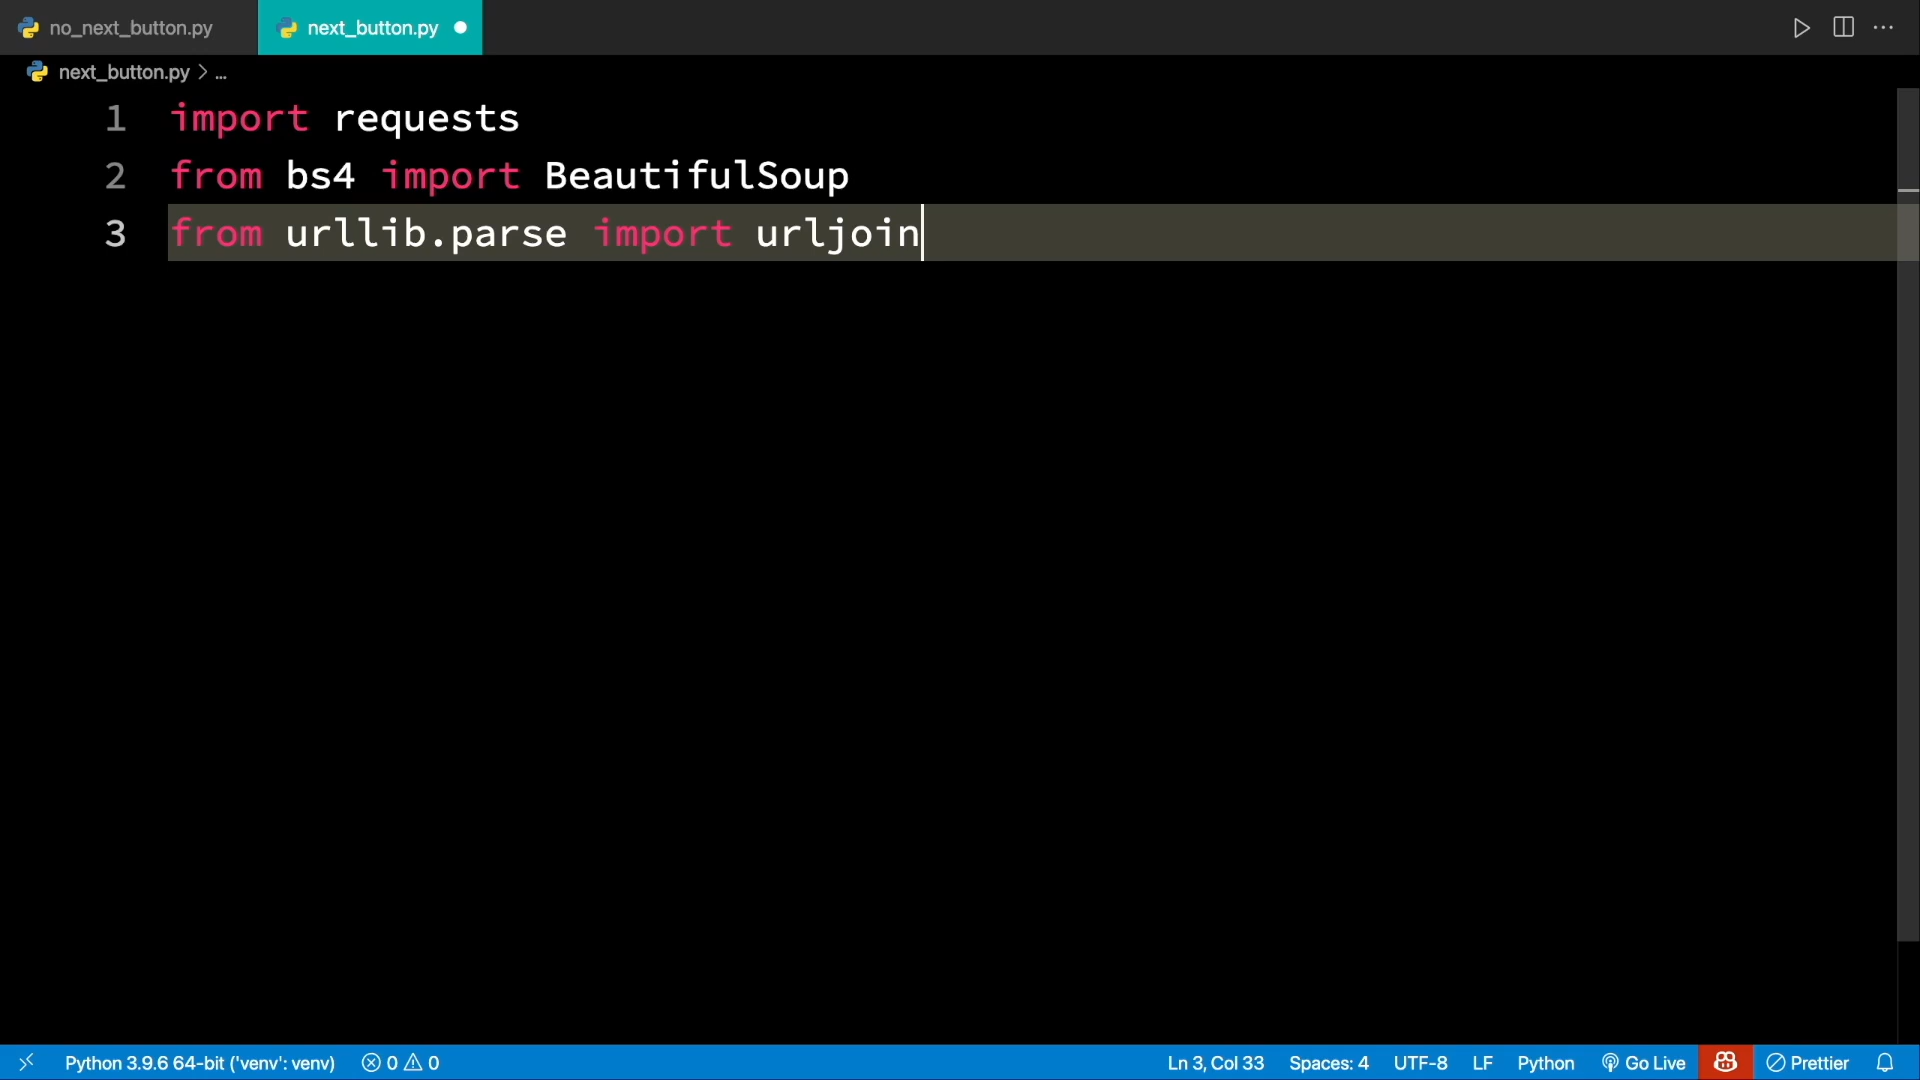 no_next_button.py next_button.py
next_button.py > ...
1 import requests
2 from bs4 import BeautifulSoup
3 from urllib.parse import urljoin
Python 3.9.6 64-bit ('venv': venv) 0 0 Ln 3, Col 33 Spaces: 4 UTF-8 LF Python Go Live Prettier